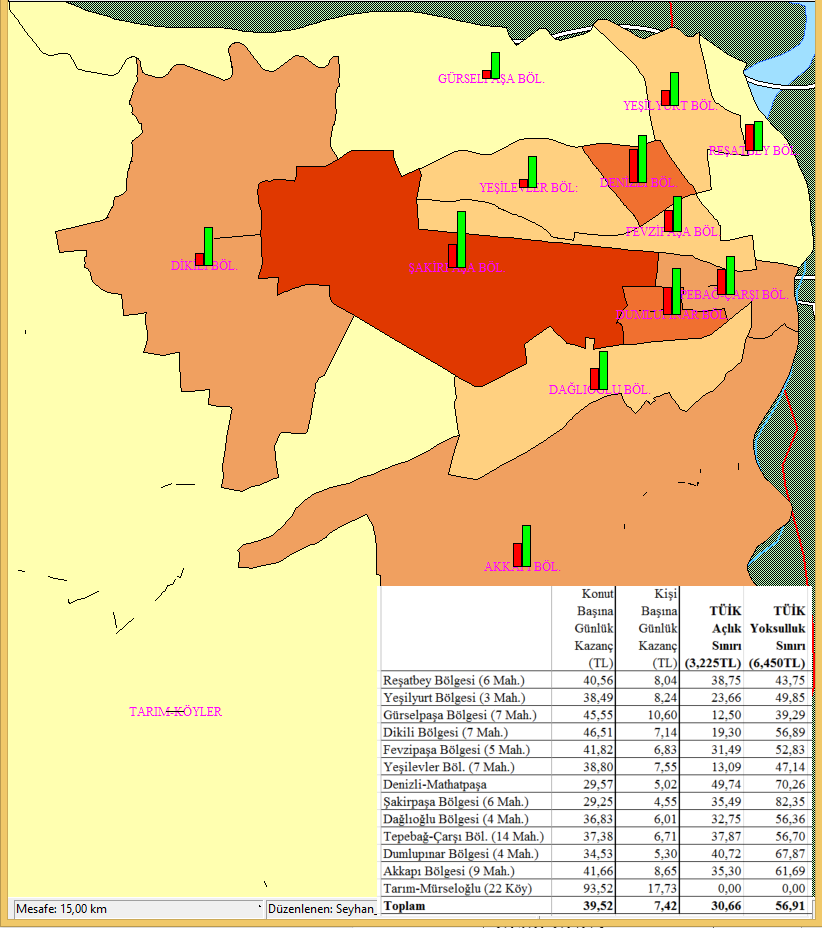 GÜRSELPAŞA BÖL.
YEŞİLYURT BÖL.
REŞATBEY BÖL.
YEŞİLEVLER BÖL.
DENİZLİ BÖL.
FEVZİPAŞA BÖL.
DİKİLİ BÖL.
ŞAKİRPAŞA BÖL.
TEPEBAĞ-ÇARŞI BÖL.
DUMLUPINAR BÖL.
DAĞLIOĞLU BÖL.
AKKAPI BÖL.
TARIM-KÖYLER
Konut Başına Günlük Kazanç (TL) Kişi Başına Günlük Kazanç (TL) TÜİK Açlık Sınırı (3,225TL) TÜİK Yoksulluk Sınırı (6,450TL)
Reşatbey Bölgesi (6 Mah.) 40,56 8,04 38,75 43,75
Yeşilyurt Bölgesi (3 Mah.) 38,49 8,24 23,66 49,85
Gürselpaşa Bölgesi (7 Mah.) 45,55 10,60 12,50 39,29
Dikili Bölgesi (7 Mah.) 46,51 7,14 19,30 56,89
Fevzipaşa Bölgesi (5 Mah.) 41,82 6,83 31,49 52,83
Yeşilevler Böl. (7 Mah.) 38,80 7,55 13,09 47,14
Denizli-Mathatpaşa 29,57 5,02 49,74 70,26
Şakirpaşa Bölgesi (6 Mah.) 29,25 4,55 35,49 82,35
Dağlıoğlu Bölgesi (4 Mah.) 36,83 6,01 32,75 56,36
Tepebağ-Çarşı Böl. (14 Mah.) 37,38 6,71 37,87 56,70
Dumlupınar Bölgesi (4 Mah.) 34,53 5,30 40,72 67,87
Akkapı Bölgesi (9 Mah.) 41,66 8,65 35,30 61,69
Tarım-Mürseloğlu (22 Köy) 93,52 17,73 0,00 0,00
Toplam 39,52 7,42 30,66 56,91
Mesafe: 15,00 km
Düzenlenen: Seyhan_